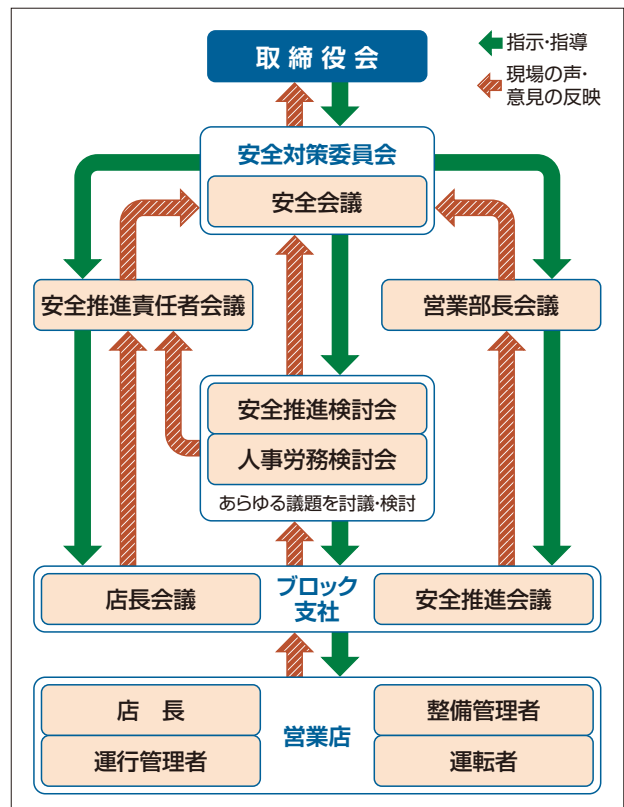 取締役会
指示・指導
現場の声・
意見の反映
安全対策委員会
安全会議
安全推進責任者会議
営業部長会議
安全推進検討会
人事労務検討会
あらゆる議題を討議・検討
店長会議
ブロック
支社
安全推進会議
店　長
運行管理者
営業店
整備管理者
運転者